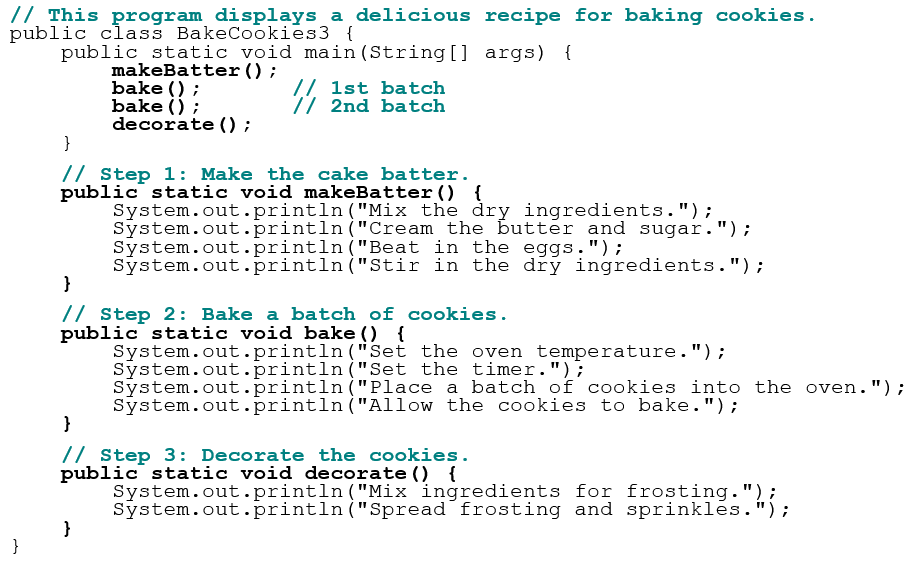 // This program displays a delicious recipe for baking cookies.
public class BakeCookies3 {
    public static void main(String[] args) {
        makeBatter();
        bake();       // 1st batch
        bake();       // 2nd batch
        decorate();
    }
    // Step 1: Make the cake batter.
    public static void makeBatter() {
        System.out.println("Mix the dry ingredients.");
        System.out.println("Cream the butter and sugar.");
        System.out.println("Beat in the eggs.");
        System.out.println("Stir in the dry ingredients.");
    }
    // Step 2: Bake a batch of cookies.
    public static void bake() {
        System.out.println("Set the oven temperature.");
        System.out.println("Set the timer.");
        System.out.println("Place a batch of cookies into the oven.");
        System.out.println("Allow the cookies to bake.");
    }
    // Step 3: Decorate the cookies.
    public static void decorate() {
        System.out.println("Mix ingredients for frosting.");
        System.out.println("Spread frosting and sprinkles.");
    }
}